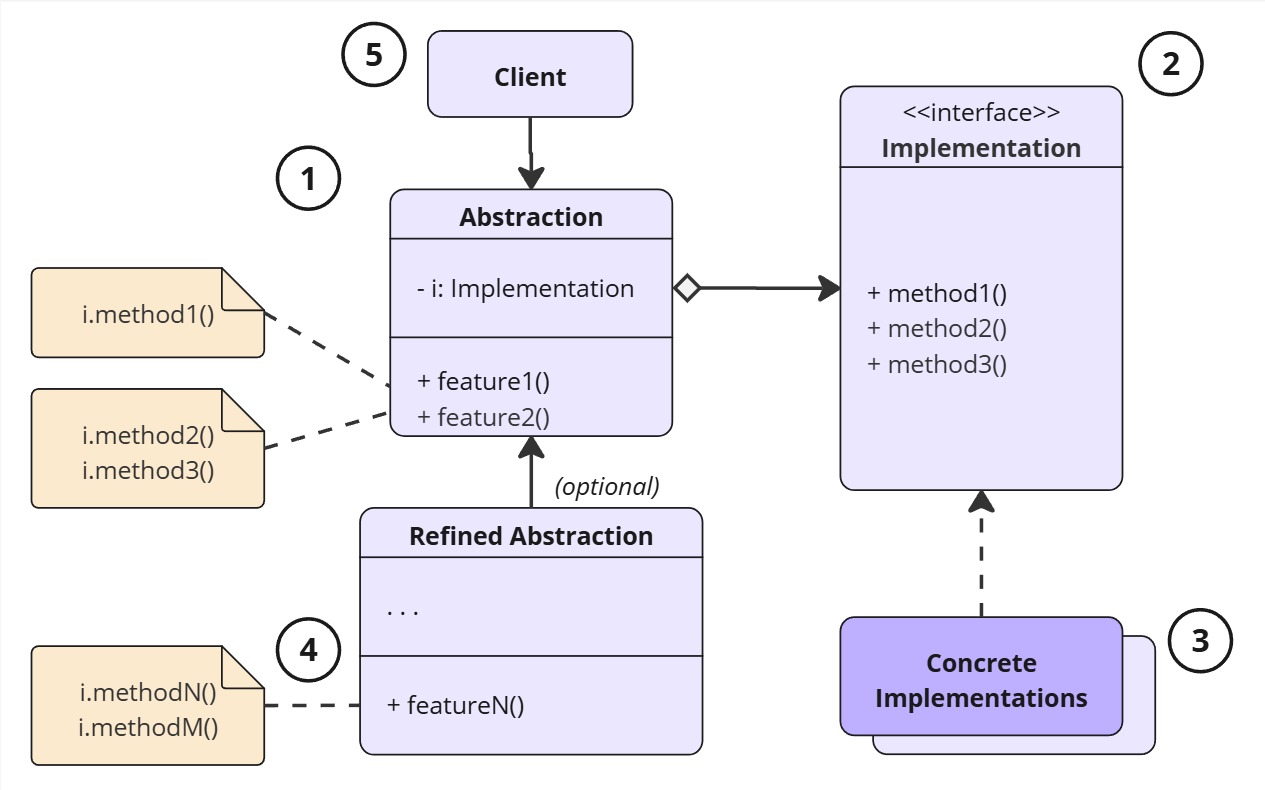 5
Client
2
<<interface>>
Implementation
+ method1()
+ method2()
+ method3()
1
Abstraction
- i: Implementation
+ feature1()
+ feature2()
i.method1()
i.method2()
i.method3()
(optional)
Refined Abstraction
. . .
+ featureN()
4
i.methodN()
i.methodM()
3
Concrete
Implementations